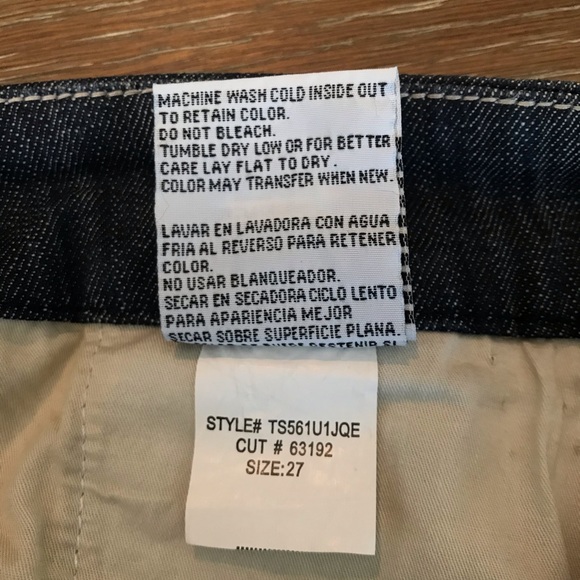 MACHINE WASH COLD INSIDE OUT
TO RETAIN COLOR.
DO NOT BLEACH.
TUMBLE DRY LOW OR FOR BETTER
CARE LAY FLAT TO DRY.
COLOR MAY TRANSFER WHEN NEW.
LAVAR EN LAVADORA CON AGUA
FRIA AL REVERSO PARA RETENER
COLOR.
NO USAR BLANQUEADOR.
SECAR EN SECADORA CICLO LENTO
PARA APARIENCIA MEJOR
SECAR SOBRE SUPERFICIE PLANA.
STYLE# TS561U1JQE
CUT # 63192
SIZE:27